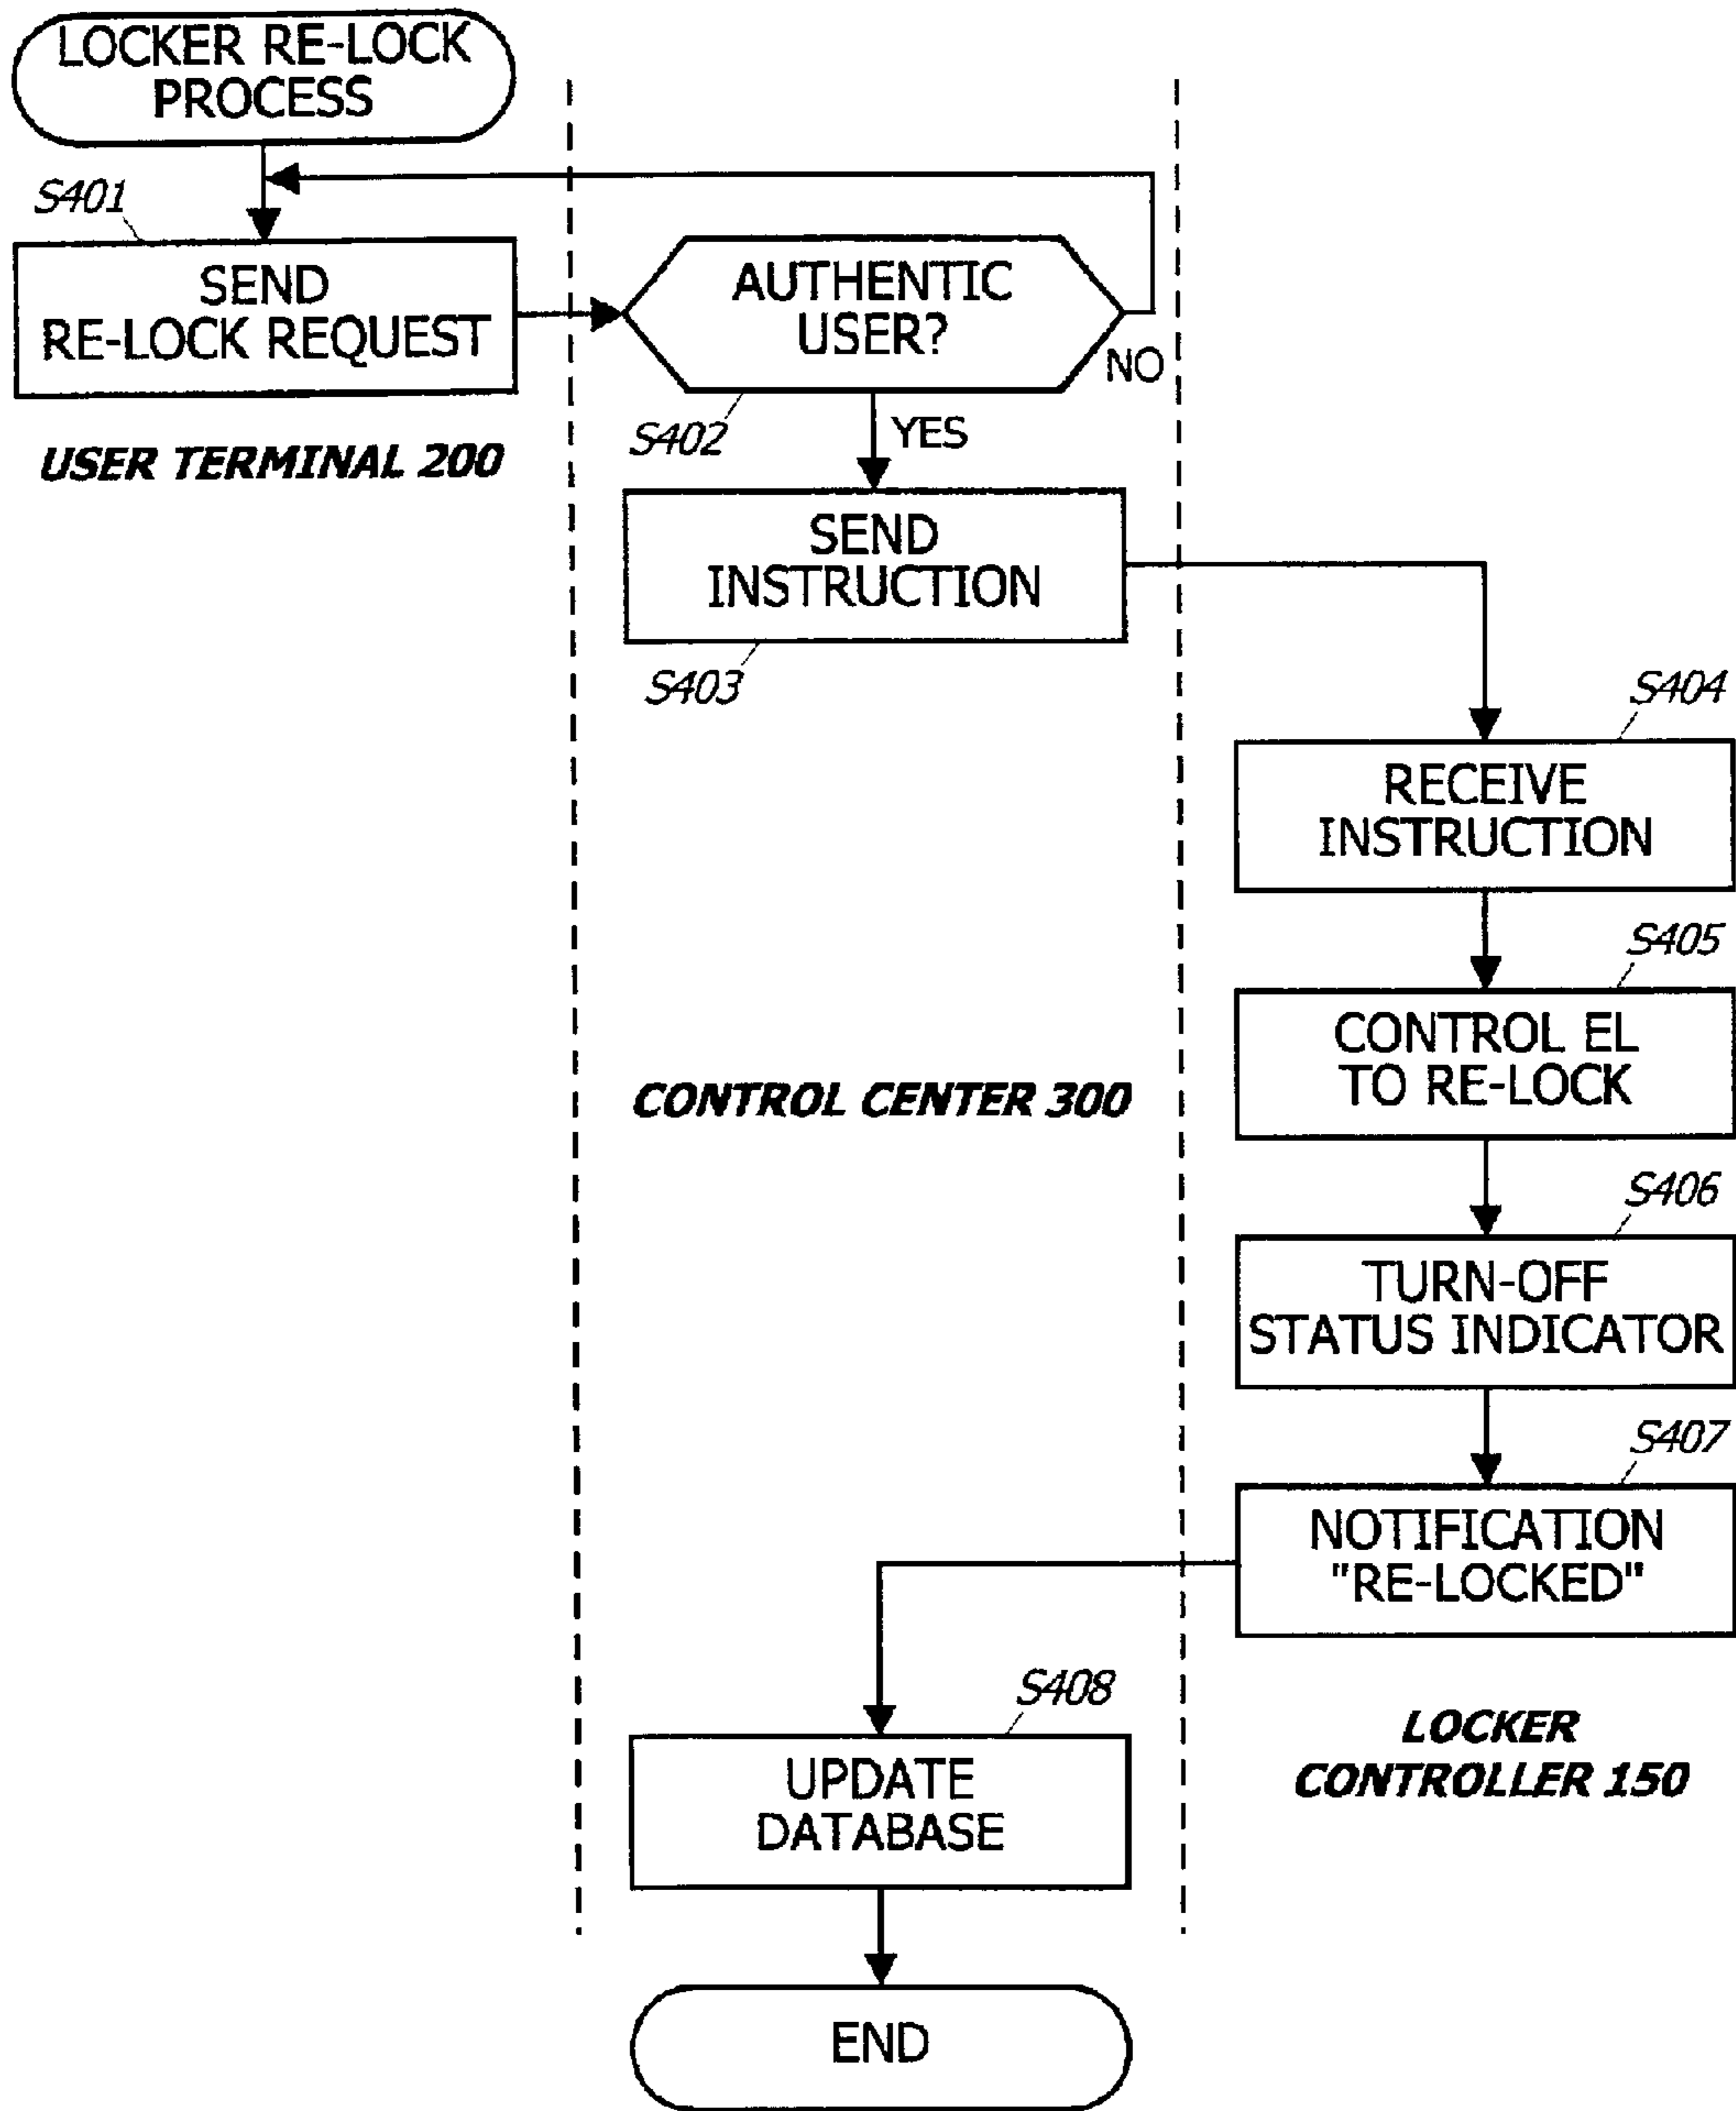 LOCKER RE-LOCK
PROCESS
S401
SEND
RE-LOCK REQUEST
USER TERMINAL 200
AUTHENTIC
USER?
NO
S402
YES
SEND
INSTRUCTION
S403
S404
RECEIVE
INSTRUCTION
S405
CONTROL EL
TO RE-LOCK
CONTROL CENTER 300
S406
TURN-OFF
STATUS INDICATOR
S407
NOTIFICATION
"RE-LOCKED"
S408
UPDATE
DATABASE
LOCKER
CONTROLLER 150
END